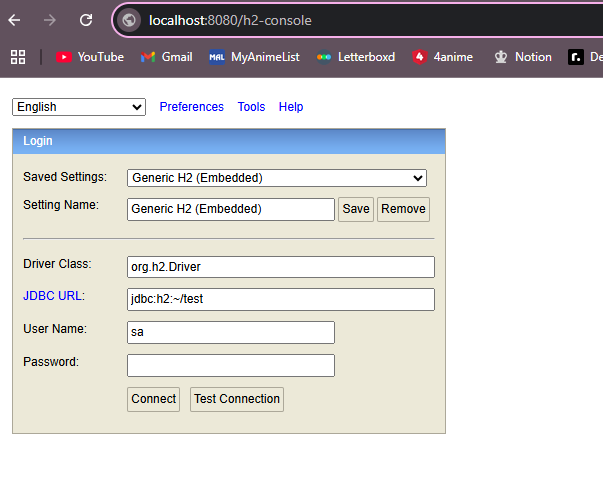 localhost:8080/h2-console
YouTube Gmail MAL MyAnimeList Letterboxd 4 4anime Notion r. De
English Preferences Tools Help
Login
Saved Settings: Generic H2 (Embedded)
Setting Name: Generic H2 (Embedded) Save Remove
Driver Class: org.h2.Driver
JDBC URL: jdbc:h2:~/test
User Name: sa
Password:
Connect Test Connection